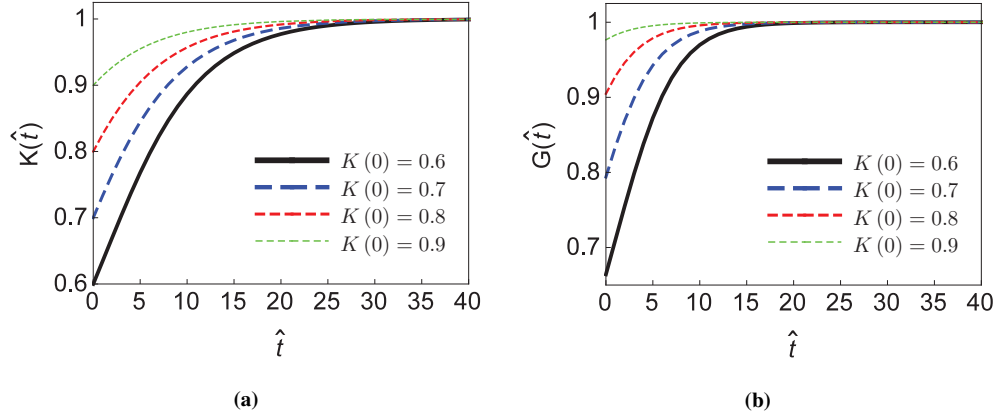 1
0.9
0.8
0.7
0.6
K(t̂)
0 5 10 15 20 25 30 35 40
t̂
K (0) = 0.6
K (0) = 0.7
K (0) = 0.8
K (0) = 0.9
(a)
1
0.9
0.8
0.7
G(t̂)
0 5 10 15 20 25 30 35 40
t̂
K (0) = 0.6
K (0) = 0.7
K (0) = 0.8
K (0) = 0.9
(b)